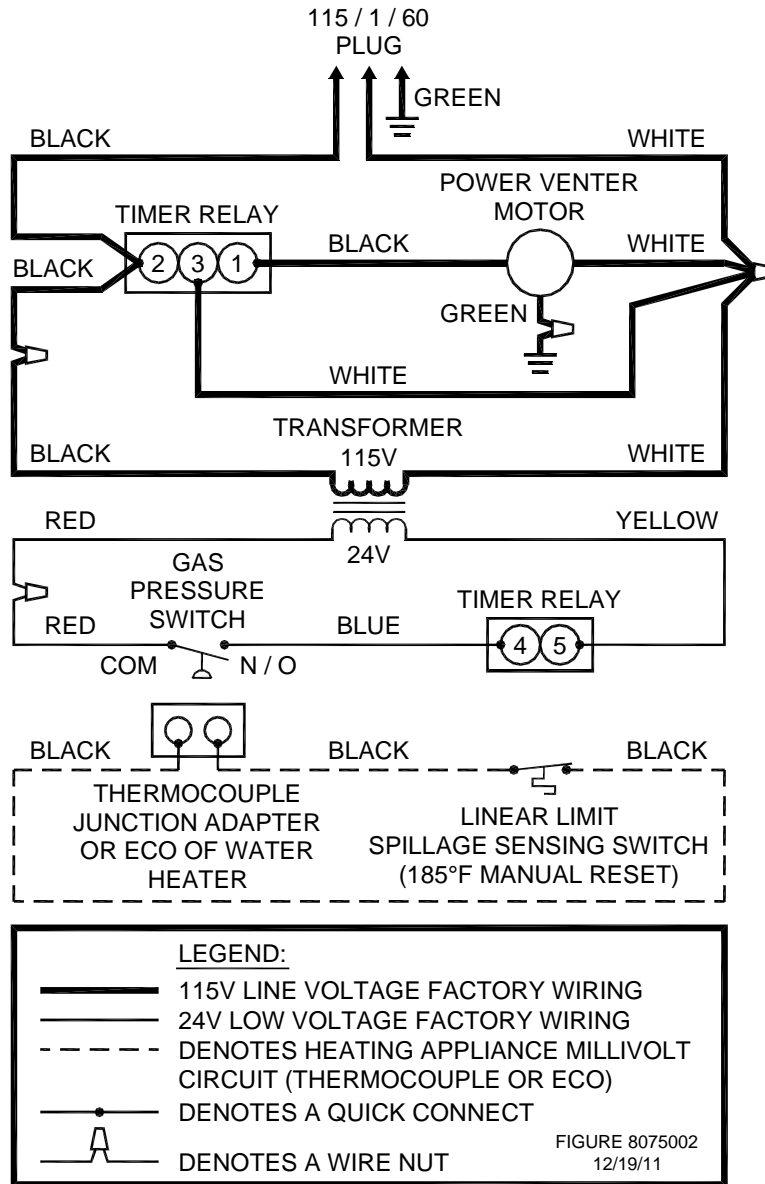 115 / 1 / 60
PLUG
GREEN
BLACK
WHITE
POWER VENTER
MOTOR
TIMER RELAY
BLACK
WHITE
2 3 1
BLACK
GREEN
WHITE
TRANSFORMER
115V
BLACK
WHITE
RED
YELLOW
24V
GAS
PRESSURE
SWITCH
TIMER RELAY
RED
BLUE
4 5
COM
N / O
BLACK
BLACK
BLACK
THERMOCOUPLE
JUNCTION ADAPTER
OR ECO OF WATER
HEATER
LINEAR LIMIT
SPILLAGE SENSING SWITCH
(185°F MANUAL RESET)
LEGEND:
115V LINE VOLTAGE FACTORY WIRING
24V LOW VOLTAGE FACTORY WIRING
DENOTES HEATING APPLIANCE MILLIVOLT
CIRCUIT (THERMOCOUPLE OR ECO)
DENOTES A QUICK CONNECT
DENOTES A WIRE NUT
FIGURE 8075002
12/19/11